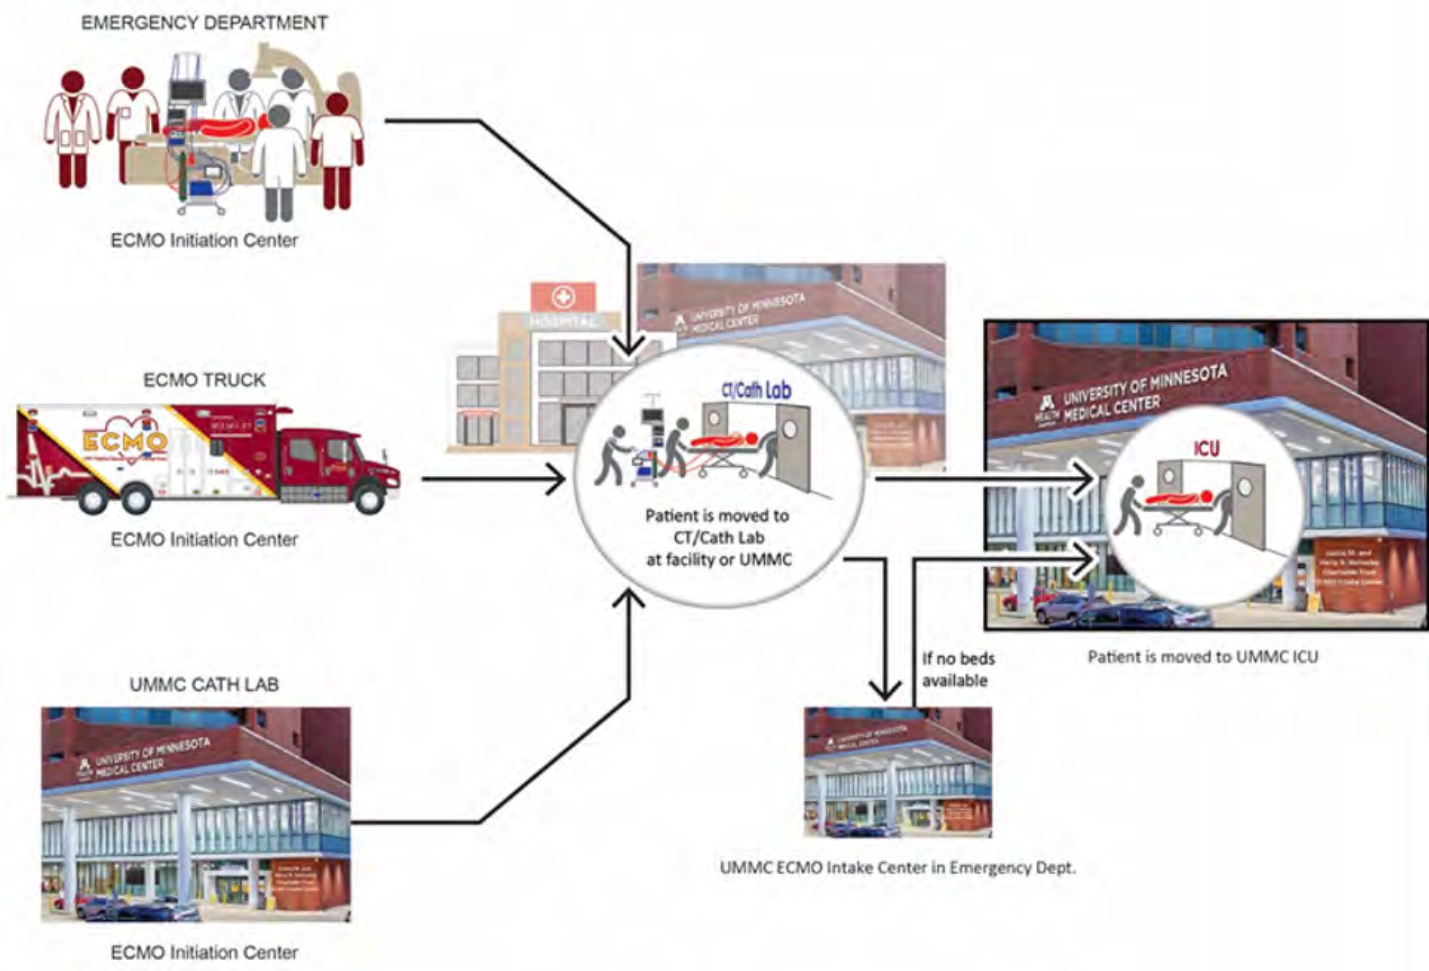 EMERGENCY DEPARTMENT
ECMO Initiation Center
ECMO TRUCK
ECMO
ECMO Initiation Center
UMMC CATH LAB
UNIVERSITY OF MINNESOTA
MEDICAL CENTER
HEALTH
ECMO Initiation Center
HOSPITAL
UNIVERSITY OF MINNESOTA
MEDICAL CENTER
CT/Cath Lab
Patient is moved to
CT/Cath Lab
at facility or UMMC
UNIVERSITY OF MINNESOTA
MEDICAL CENTER
HEALTH
ICU
Patient is moved to UMMC ICU
If no beds
available
UNIVERSITY OF MINNESOTA
MEDICAL CENTER
UMMC ECMO Intake Center in Emergency Dept.